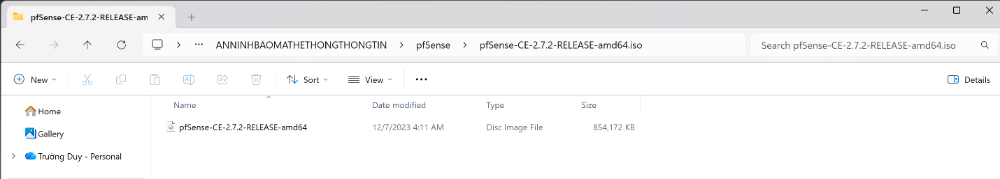 pfSense-CE-2.7.2-RELEASE-am
ANNINHBAOMATHETHONGTHONGTIN pfSense pfSense-CE-2.7.2-RELEASE-amd64.iso Search pfSense-CE-2.7.2-RELEASE-amd64.iso
New Sort View Details
Name Date modified Type Size
pfSense-CE-2.7.2-RELEASE-amd64 12/7/2023 4:11 AM Disc Image File 854,172 KB
Home
Gallery
Trường Duy - Personal